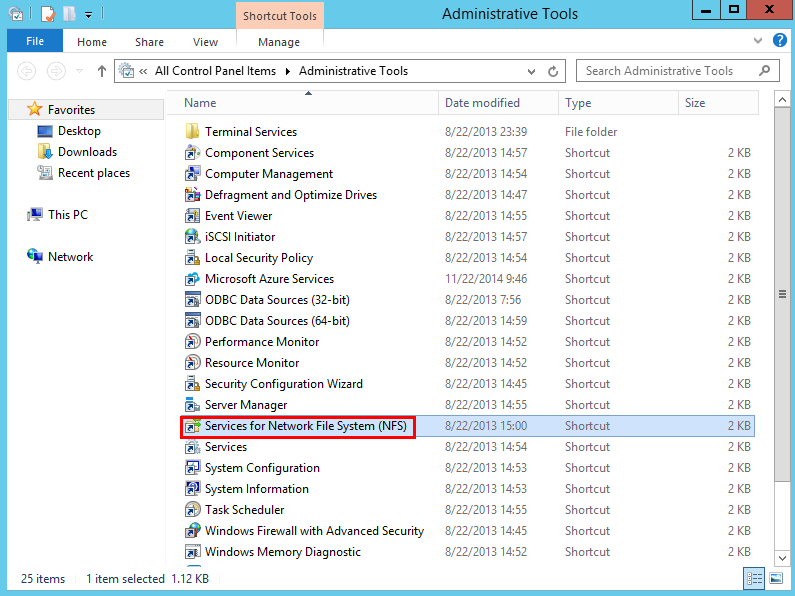 Shortcut Tools
Administrative Tools
File Home Share View Manage
« All Control Panel Items Administrative Tools
Search Administrative Tools
Favorites
Desktop
Downloads
Recent places
This PC
Network
Name Date modified Type Size
Terminal Services 8/22/2013 23:39 File folder
Component Services 8/22/2013 14:57 Shortcut 2 KB
Computer Management 8/22/2013 14:54 Shortcut 2 KB
Defragment and Optimize Drives 8/22/2013 14:47 Shortcut 2 KB
Event Viewer 8/22/2013 14:55 Shortcut 2 KB
iSCSI Initiator 8/22/2013 14:57 Shortcut 2 KB
Local Security Policy 8/22/2013 14:54 Shortcut 2 KB
Microsoft Azure Services 11/22/2014 9:46 Shortcut 2 KB
ODBC Data Sources (32-bit) 8/22/2013 7:56 Shortcut 2 KB
ODBC Data Sources (64-bit) 8/22/2013 14:59 Shortcut 2 KB
Performance Monitor 8/22/2013 14:52 Shortcut 2 KB
Resource Monitor 8/22/2013 14:52 Shortcut 2 KB
Security Configuration Wizard 8/22/2013 14:45 Shortcut 2 KB
Server Manager 8/22/2013 14:55 Shortcut 2 KB
Services for Network File System (NFS) 8/22/2013 15:00 Shortcut 2 KB
Services 8/22/2013 14:54 Shortcut 2 KB
System Configuration 8/22/2013 14:53 Shortcut 2 KB
System Information 8/22/2013 14:53 Shortcut 2 KB
Task Scheduler 8/22/2013 14:55 Shortcut 2 KB
Windows Firewall with Advanced Security 8/22/2013 14:45 Shortcut 2 KB
Windows Memory Diagnostic 8/22/2013 14:52 Shortcut 2 KB
25 items 1 item selected 1.12 KB